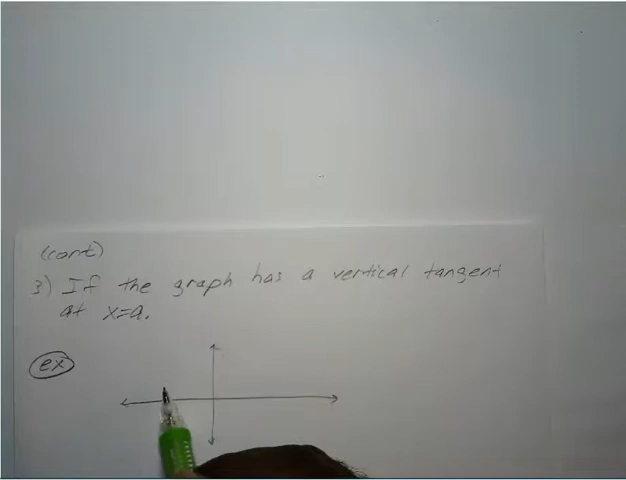 (cont)
3) If the graph has a vertical tangent
at x=a.
ex